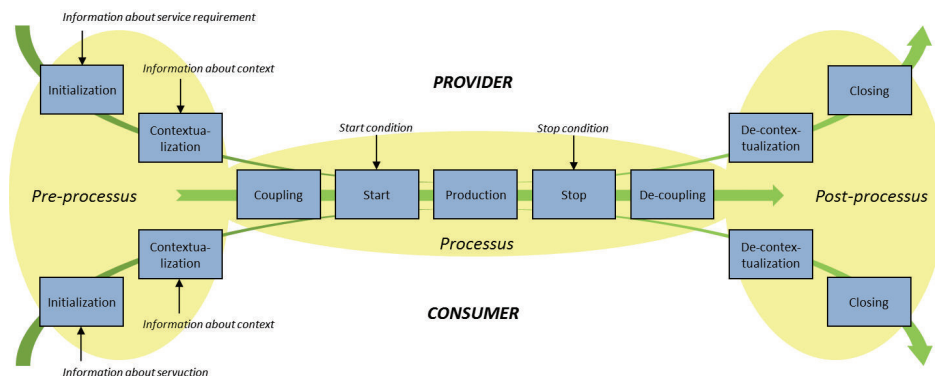 Information about service requirement
Initialization
Information about context
Contextua-
lization
PROVIDER
Start condition
Stop condition
De-contex-
tualization
Closing
Pre-processus
Coupling
Start
Production
Stop
De-coupling
Post-processus
Processus
Contextua-
lization
Initialization
Information about context
Information about servuction
CONSUMER
De-contex-
tualization
Closing